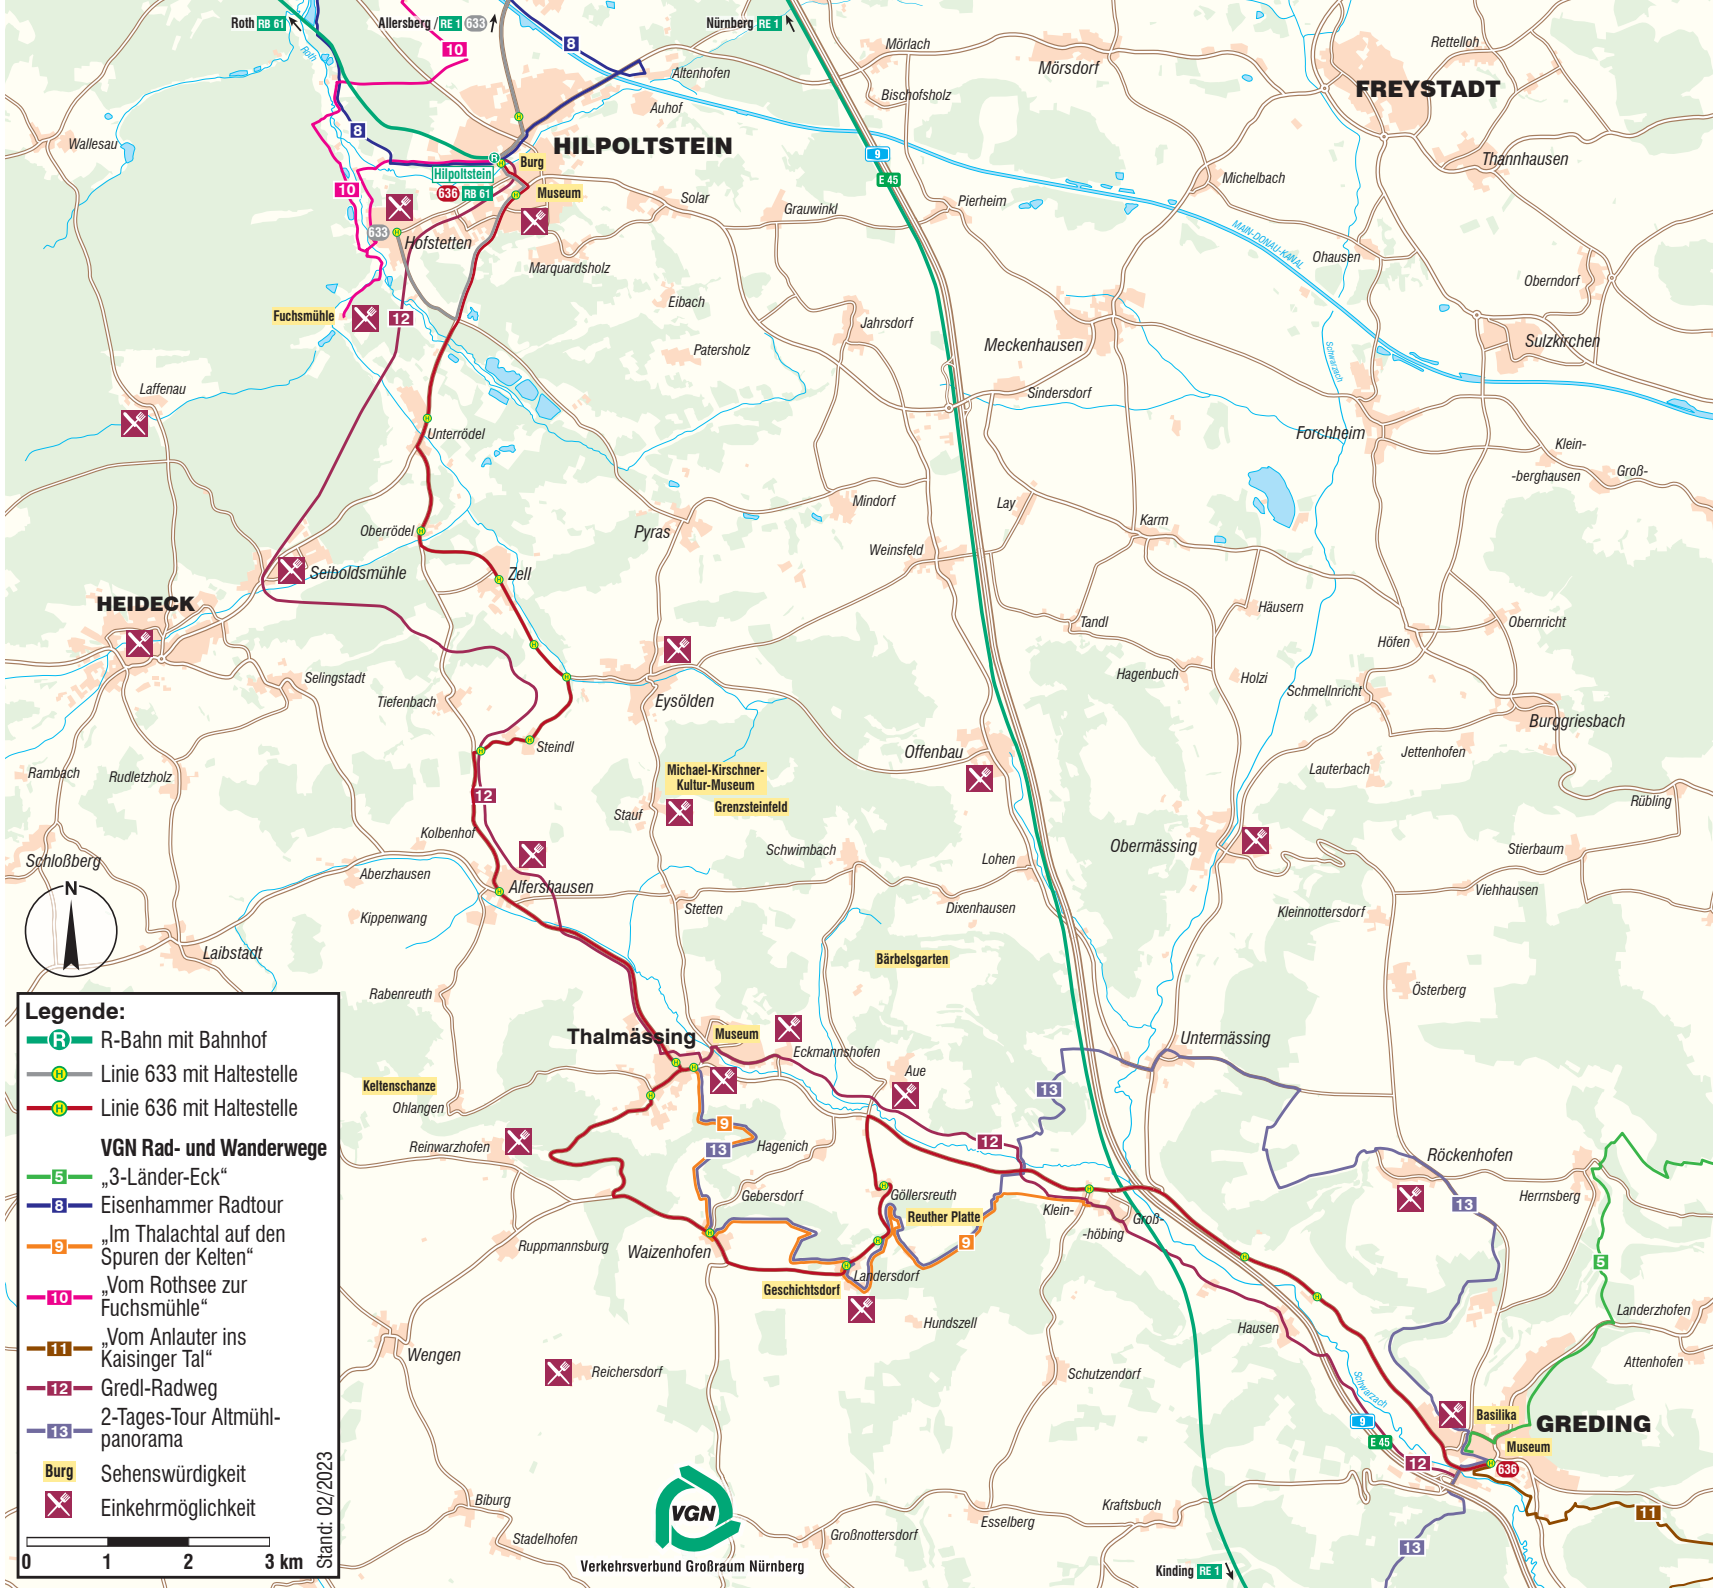 Roth RB 61
Allersberg / RE 1 633
Nürnberg RE 1
10
8
Roth
Mörlach
Mörsdorf
Rettelloh
FREYSTADT
Altenhofen
Bischofsholz
Auhof
8
Wallesau
HILPOLTSTEIN
9
E 45
Thannhausen
R
Burg
Hilpoltstein
636 RB 61
Museum
10
Michelbach
Solar
Grauwinkl
Pierheim
633
Hofstetten
MAIN-DONAU-KANAL
Ohausen
Marquardsholz
Oberndorf
Eibach
Fuchsmühle
12
Jahrsdorf
Meckenhausen
Sulzkirchen
Patersholz
Schwarzach
Laffenau
Sindersdorf
Unterrödel
Forchheim
Klein-
-berghausen
Groß-
Mindorf
Lay
Karm
Oberrödel
Pyras
Weinsfeld
Seiboldsmühle
Zell
HEIDECK
Häusern
Tandl
Obernricht
Höfen
Selingstadt
Tiefenbach
Eysölden
Hagenbuch
Holzi
Schmellnricht
Burggriesbach
Steindl
Offenbau
Jettenhofen
Lauterbach
Rambach
Rudletzholz
Michael-Kirschner-
Kultur-Museum
Grenzsteinfeld
12
Stauf
Rübling
Kolbenhof
Schwimbach
Obermässing
Stierbaum
Schloßberg
Aberzhausen
Lohen
Alfershausen
Viehhausen
N
Kippenwang
Stetten
Dixenhausen
Kleinnottersdorf
Laibstadt
Bärbelsgarten
Rabenreuth
Österberg
Thalmässing
Museum
Eckmannshofen
Untermässing
Aue
Keltenschanze
Ohlangen
13
9
Reinwarzhofen
13
Hagenich
12
Röckenhofen
Gebersdorf
Göllersreuth
Herrnsberg
13
Reuther Platte
Klein-
Groß-
-höbing
Ruppmannsburg
Waizenhofen
9
Landersdorf
5
Geschichtsdorf
Hundszell
Landerzhofen
Hausen
Wengen
Attenhofen
Reichersdorf
Schutzendorf
Schwarzach
9
E 45
Basilika
GREDING
Museum
12
636
Biburg
Stadelhofen
Großnottersdorf
Esselberg
Kraftsbuch
11
13
Kinding RE 1
VGN
Verkehrsverbund Großraum Nürnberg
Legende:
R R-Bahn mit Bahnhof
H Linie 633 mit Haltestelle
H Linie 636 mit Haltestelle
VGN Rad- und Wanderwege
5 „3-Länder-Eck“
8 Eisenhammer Radtour
9 „Im Thalachtal auf den
Spuren der Kelten“
10 „Vom Rothsee zur
Fuchsmühle“
11 „Vom Anlauter ins
Kaisinger Tal“
12 Gredl-Radweg
13 2-Tages-Tour Altmühl-
panorama
Burg Sehenswürdigkeit
Einkehrmöglichkeit
0 1 2 3 km
Stand: 02/2023